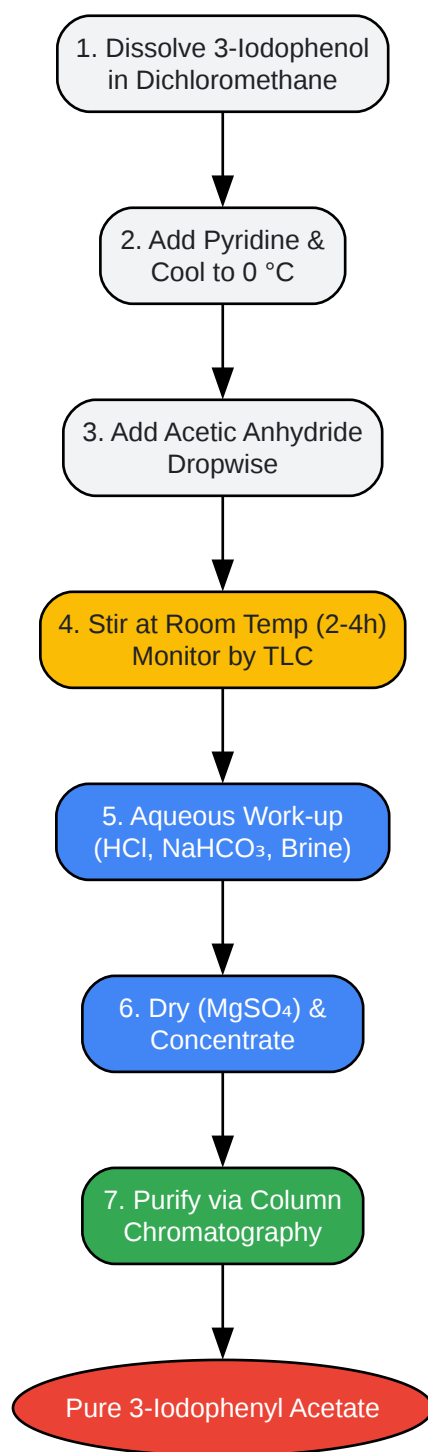 1. Dissolve 3-Iodophenol
in Dichloromethane
2. Add Pyridine &
Cool to 0 °C
3. Add Acetic Anhydride
Dropwise
4. Stir at Room Temp (2-4h)
Monitor by TLC
5. Aqueous Work-up
(HCl, NaHCO₃, Brine)
6. Dry (MgSO₄) &
Concentrate
7. Purify via Column
Chromatography
Pure 3-Iodophenyl Acetate